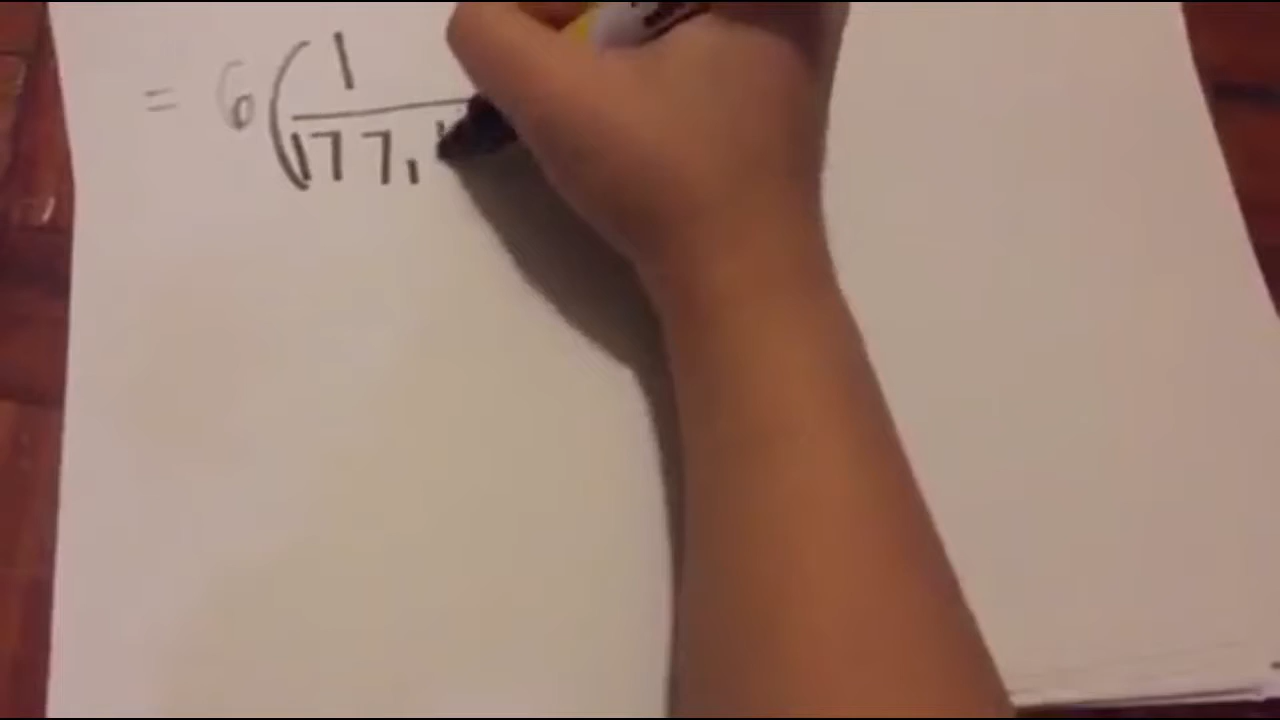 = 6 ( 1
177,